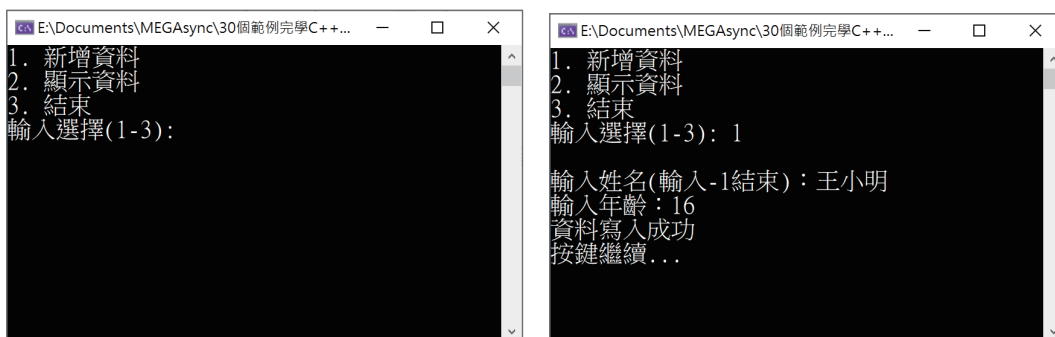 E:\Documents\MEGAsync\30個範例完學C++...
1. 新增資料
2. 顯示資料
3. 結束
輸入選擇(1-3):
E:\Documents\MEGAsync\30個範例完學C++...
1. 新增資料
2. 顯示資料
3. 結束
輸入選擇(1-3): 1
輸入姓名(輸入-1結束)：王小明
輸入年齡：16
資料寫入成功
按鍵繼續...